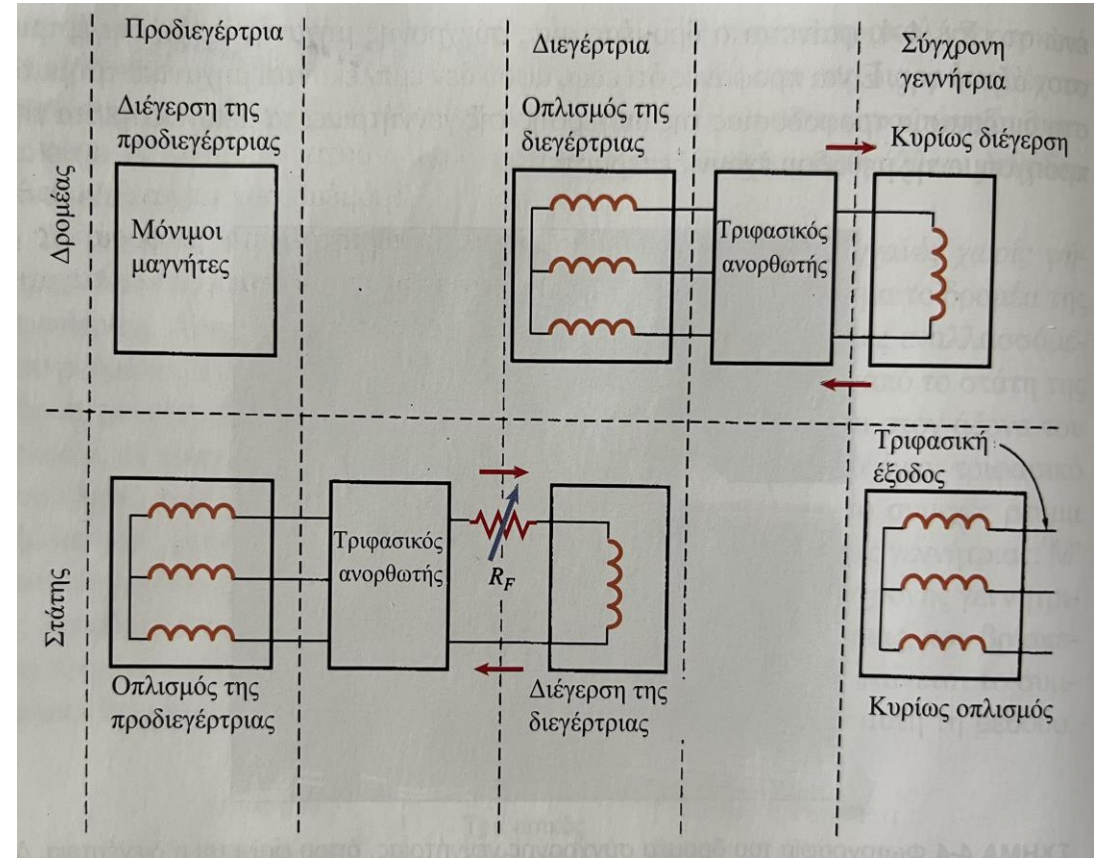 Προδιεγέρτρια
Διεγέρτρια
Σύγχρονη
γεννήτρια
Δρομέας
Διέγερση της
προδιεγέρτριας
Οπλισμός της
διεγέρτριας
Κυρίως διέγερση
Μόνιμοι
μαγνήτες
Τριφασικός
ανορθωτής
Στάτης
Τριφασική
έξοδος
Τριφασικός
ανορθωτής
R_F
Οπλισμός της
προδιεγέρτριας
Διέγερση της
διεγέρτριας
Κυρίως οπλισμός